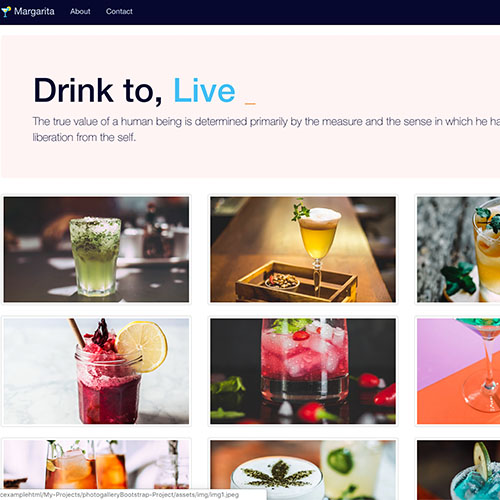 Margarita About Contact
Drink to, Live _
The true value of a human being is determined primarily by the measure and the sense in which he ha
liberation from the self.
cexamplehtml/My-Projects/photogalleryBootstrap-Project/assets/img/img1.jpeg